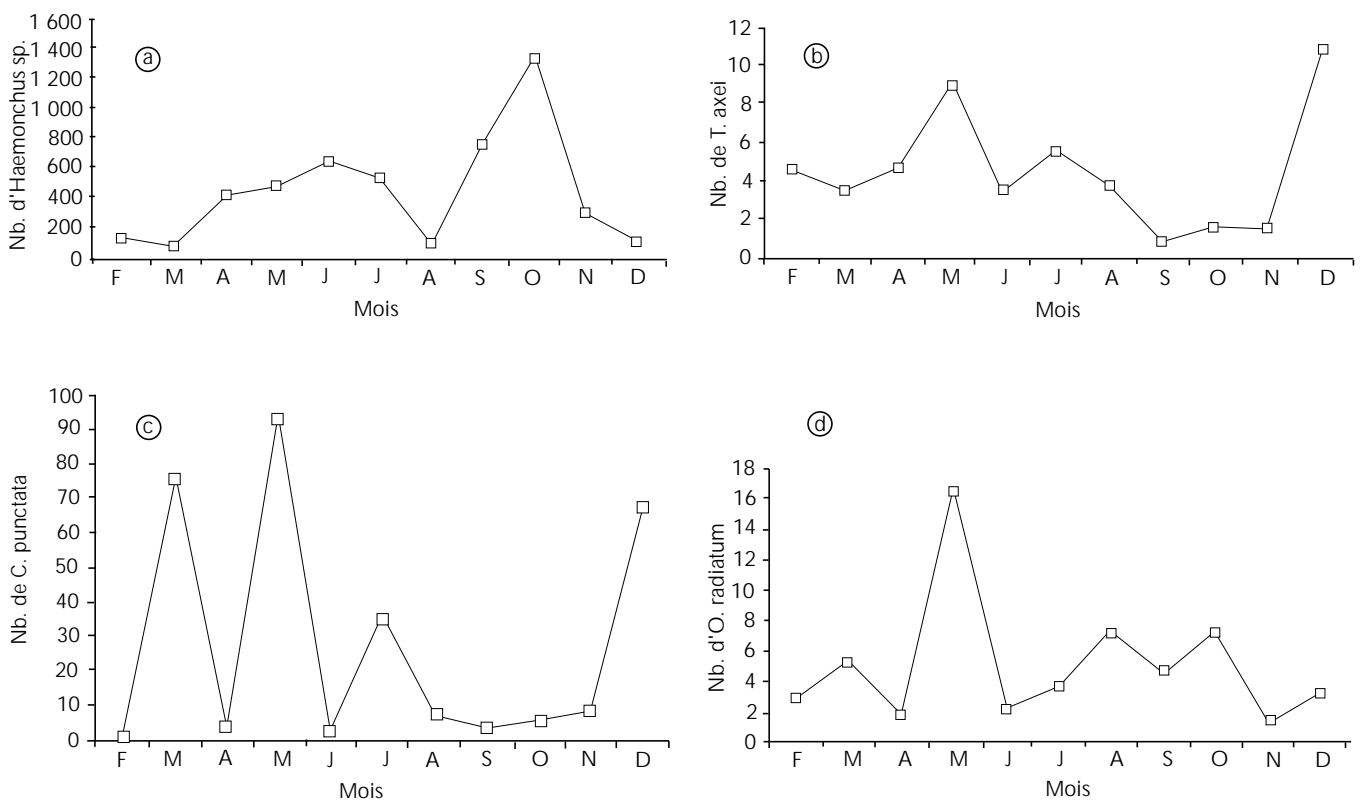 a
Nb. d'Haemonchus sp.
1 600
1 400
1 200
1 000
800
600
400
200
0
F M A M J J A S O N D
Mois
b
Nb. de T. axei
12
10
8
6
4
2
0
F M A M J J A S O N D
Mois
c
Nb. de C. punctata
100
90
80
70
60
50
40
30
20
10
0
F M A M J J A S O N D
Mois
d
Nb. d'O. radiatum
18
16
14
12
10
8
6
4
2
0
F M A M J J A S O N D
Mois